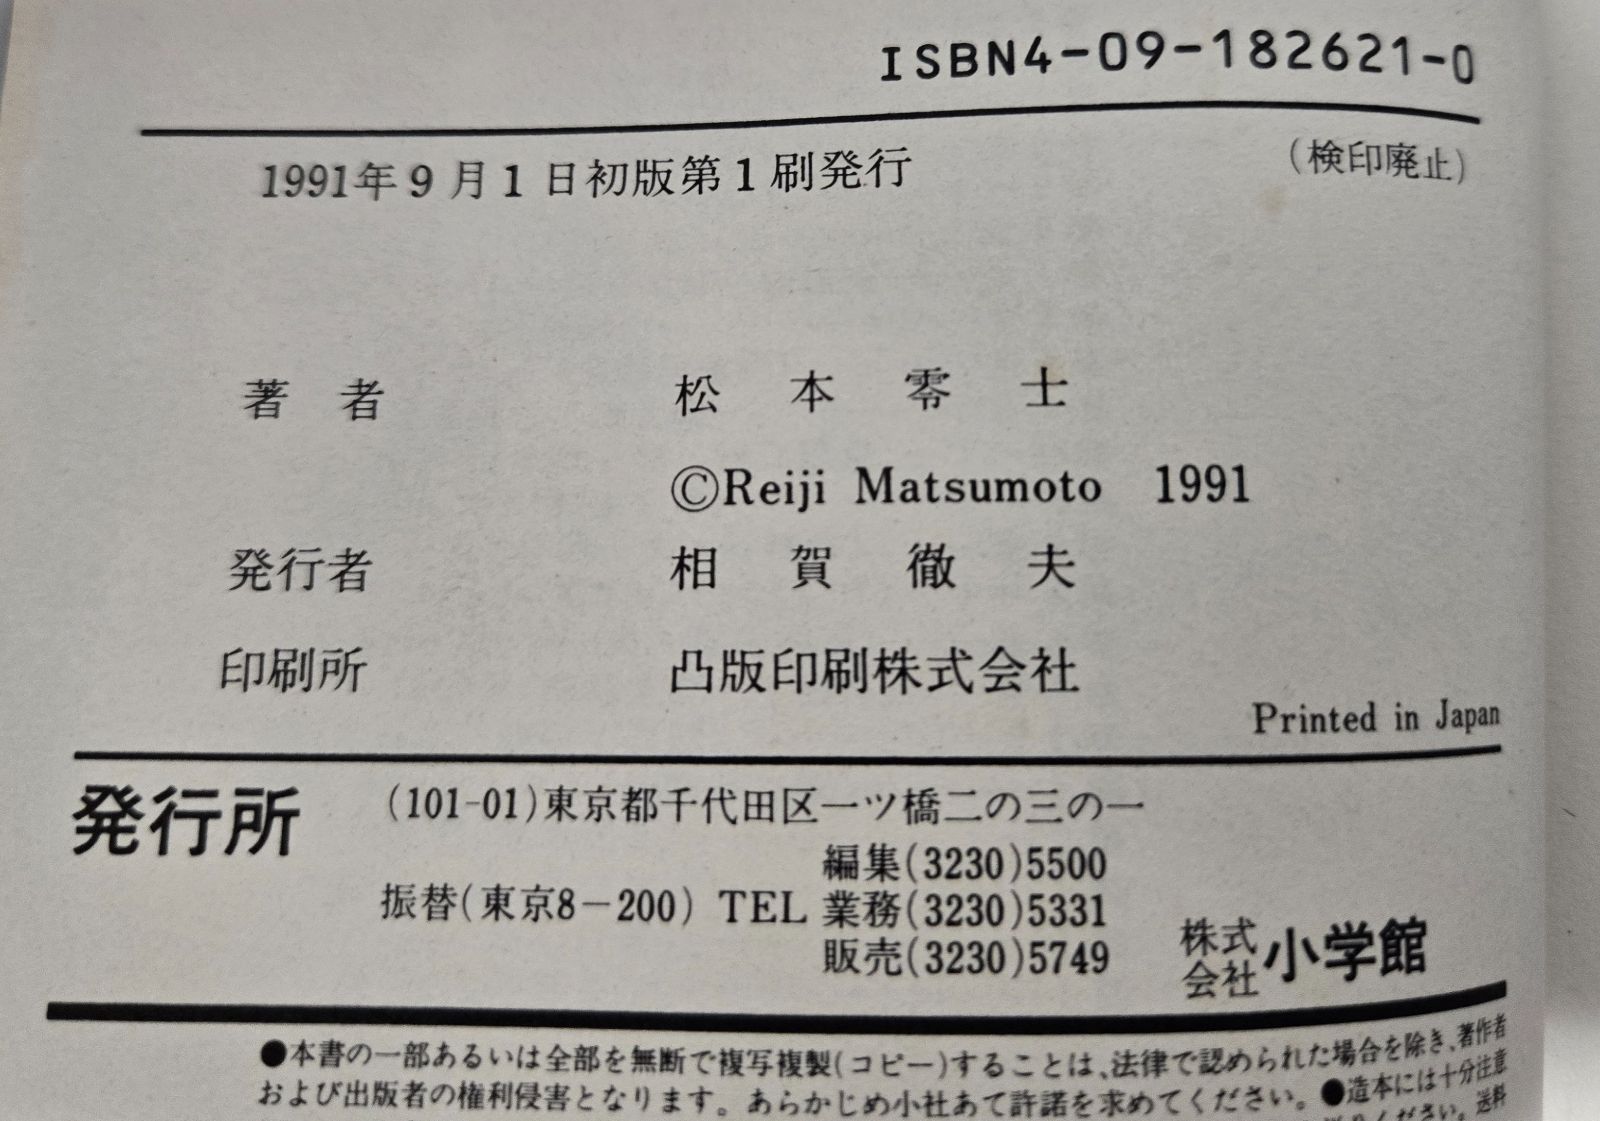 ISBN4-09-182621-0
1991年9月1日初版第1刷発行
(検印廃止)
著者 松本零士
©Reiji Matsumoto 1991
発行者 相賀徹夫
印刷所 凸版印刷株式会社
Printed in Japan
発行所 (101-01)東京都千代田区一ツ橋二の三の一
編集(3230)5500
振替(東京8-200) TEL 業務(3230)5331
販売(3230)5749
株式会社 小学館
●本書の一部あるいは全部を無断で複写複製(コピー)することは、法律で認められた場合を除き、著作者
および出版者の権利侵害となります。あらかじめ小社あて許諾を求めてください。●造本には十分注意
ください。送料